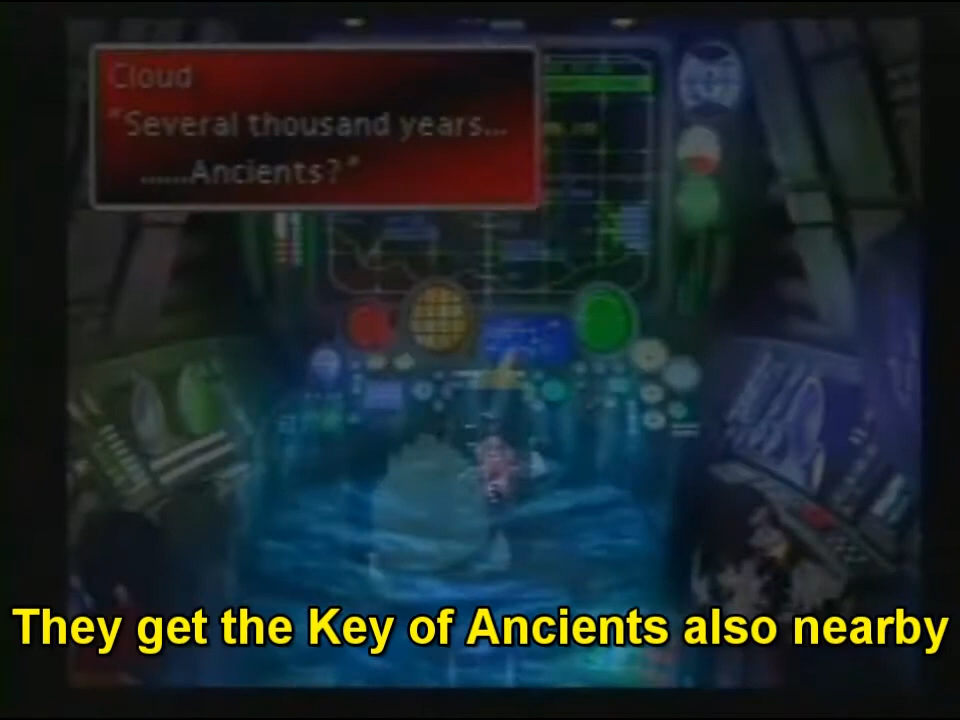 Cloud
"Several thousand years...
......Ancients?"
They get the Key of Ancients also nearby